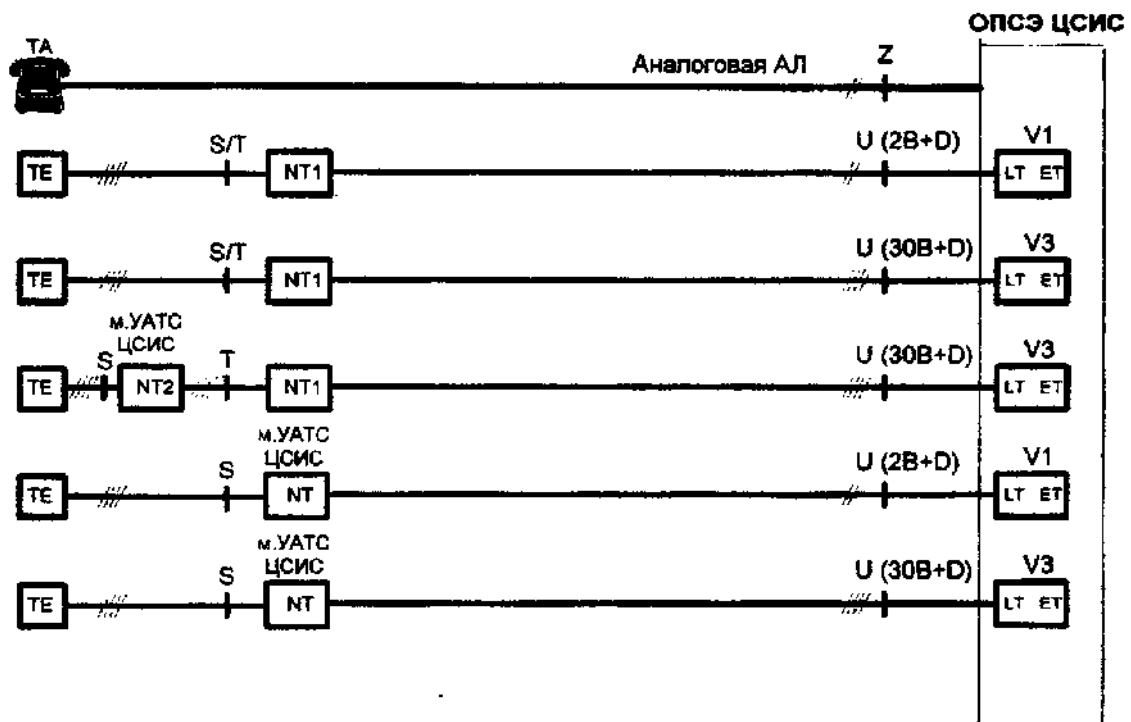 ОПСЭ ЦСИС
ТА
Аналоговая АЛ
Z
TE
S/T
NT1
U (2B+D)
V1
LT ET
TE
S/T
NT1
U (30B+D)
V3
LT ET
м.УАТС
ЦСИС
TE
S
NT2
T
NT1
U (30B+D)
V3
LT ET
м.УАТС
ЦСИС
TE
S
NT
U (2B+D)
V1
LT ET
м.УАТС
ЦСИС
TE
S
NT
U (30B+D)
V3
LT ET